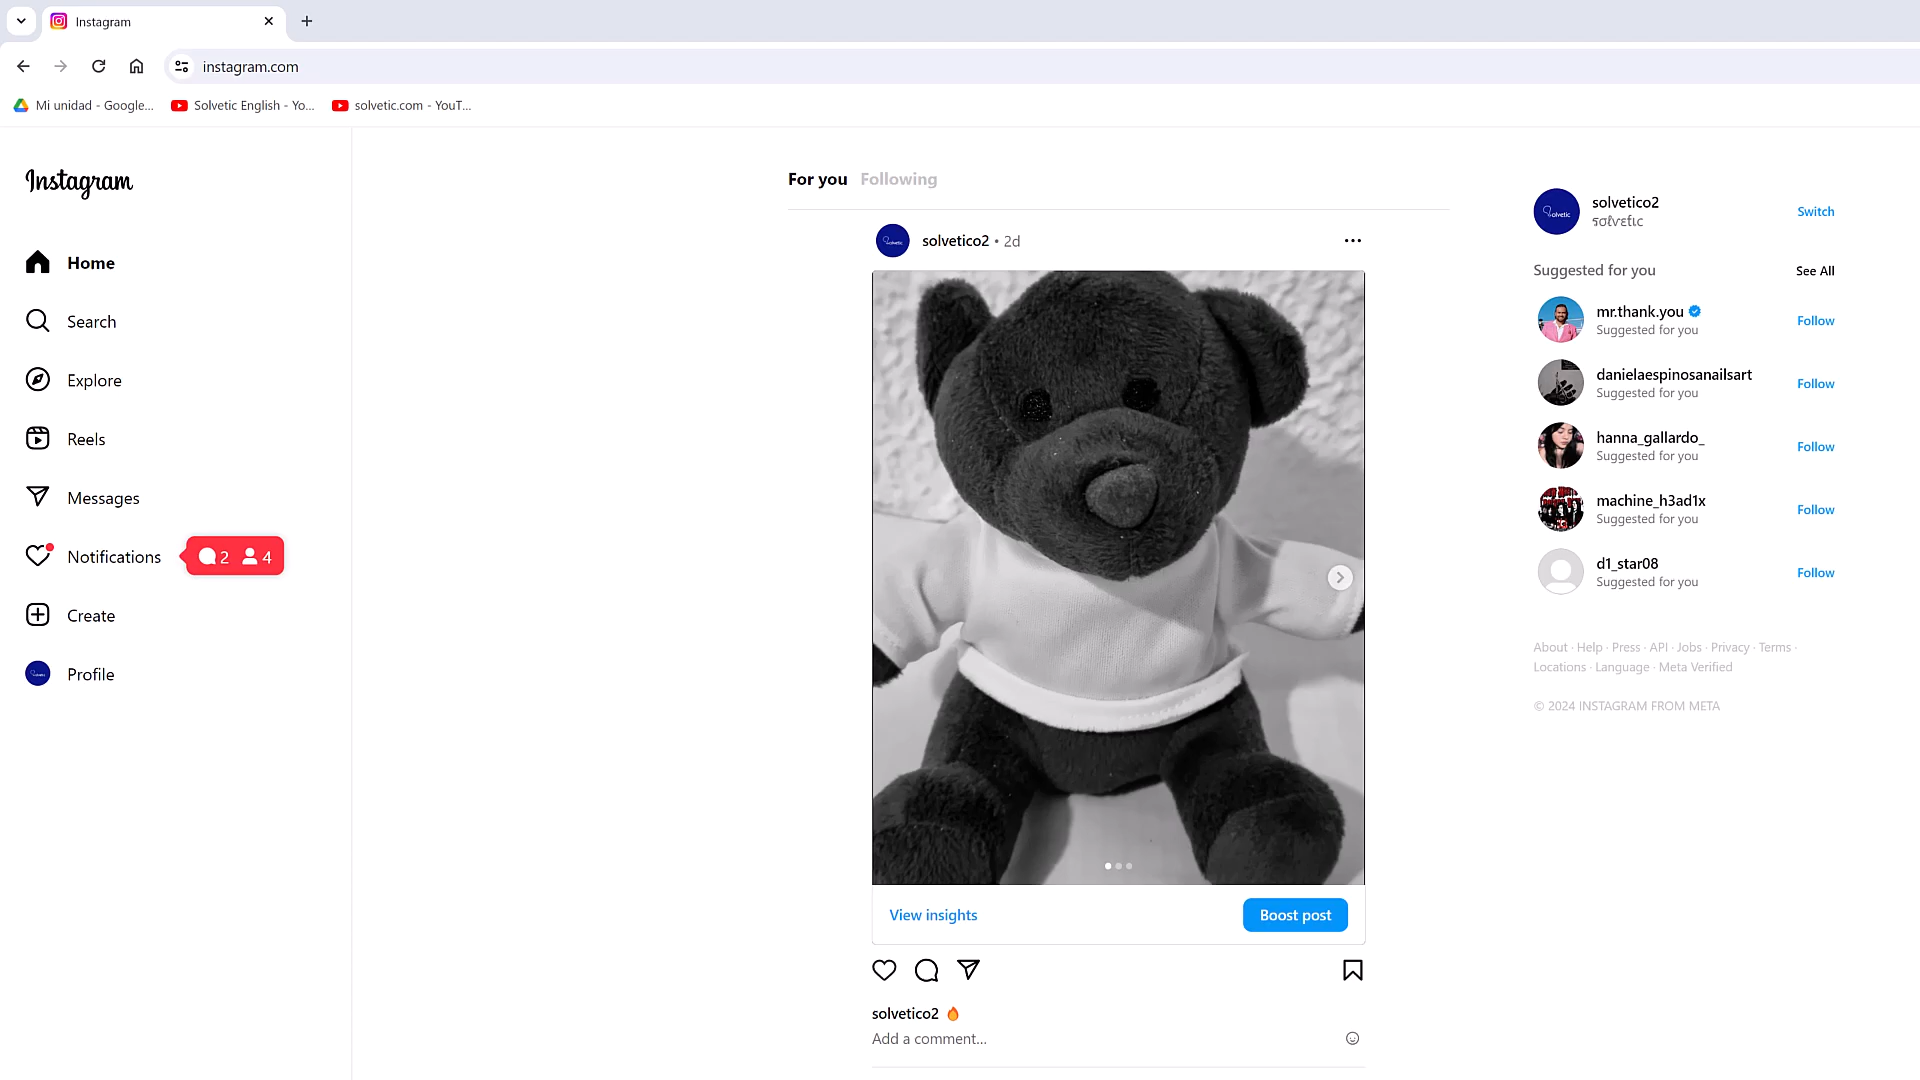 Instagram
instagram.com
Mi unidad - Google...
Solvetic English - Yo...
solvetic.com - YouT...
Instagram
Home
Search
Explore
Reels
Messages
Notifications
2 4
Create
Profile
For you Following
solvetico2 • 2d
View insights
Boost post
solvetico2 🔥
Add a comment...
solvetico2
Switch
Suggested for you
See All
mr.thank.you
Suggested for you
Follow
danielaespinosanailsart
Suggested for you
Follow
hanna_gallardo_
Suggested for you
Follow
machine_h3ad1x
Suggested for you
Follow
d1_star08
Suggested for you
Follow
About · Help · Press · API · Jobs · Privacy · Terms ·
Locations · Language · Meta Verified
© 2024 INSTAGRAM FROM META